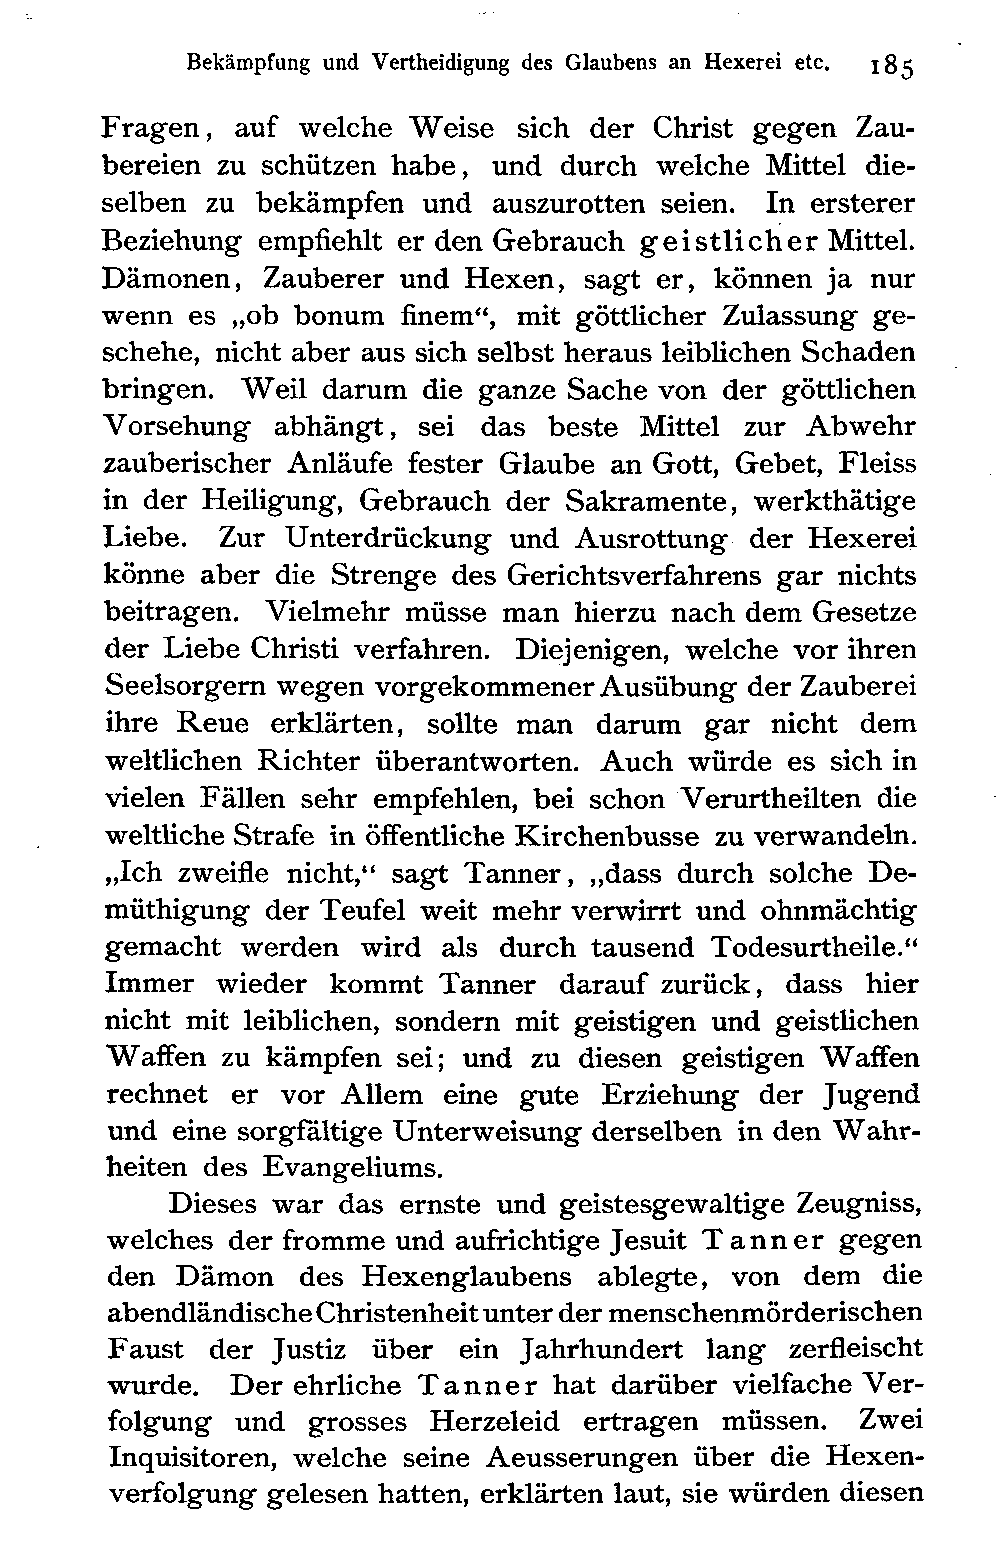 Bekämpfung und Vertheidigung des Glaubens an Hexerei etc. 185
Fragen, auf welche Weise sich der Christ gegen Zau-
bereien zu schützen habe, und durch welche Mittel die-
selben zu bekämpfen und auszurotten seien. In ersterer
Beziehung empfiehlt er den Gebrauch geistlicher Mittel.
Dämonen, Zauberer und Hexen, sagt er, können ja nur
wenn es „ob bonum finem“, mit göttlicher Zulassung ge-
schehe, nicht aber aus sich selbst heraus leiblichen Schaden
bringen. Weil darum die ganze Sache von der göttlichen
Vorsehung abhängt, sei das beste Mittel zur Abwehr
zauberischer Anläufe fester Glaube an Gott, Gebet, Fleiss
in der Heiligung, Gebrauch der Sakramente, werkthätige
Liebe. Zur Unterdrückung und Ausrottung der Hexerei
könne aber die Strenge des Gerichtsverfahrens gar nichts
beitragen. Vielmehr müsse man hierzu nach dem Gesetze
der Liebe Christi verfahren. Diejenigen, welche vor ihren
Seelsorgern wegen vorgekommener Ausübung der Zauberei
ihre Reue erklärten, sollte man darum gar nicht dem
weltlichen Richter überantworten. Auch würde es sich in
vielen Fällen sehr empfehlen, bei schon Verurtheilten die
weltliche Strafe in öffentliche Kirchenbusse zu verwandeln.
„Ich zweifle nicht,“ sagt Tanner, „dass durch solche De-
müthigung der Teufel weit mehr verwirrt und ohnmächtig
gemacht werden wird als durch tausend Todesurtheile.“
Immer wieder kommt Tanner darauf zurück, dass hier
nicht mit leiblichen, sondern mit geistigen und geistlichen
Waffen zu kämpfen sei; und zu diesen geistigen Waffen
rechnet er vor Allem eine gute Erziehung der Jugend
und eine sorgfältige Unterweisung derselben in den Wahr-
heiten des Evangeliums.
Dieses war das ernste und geistesgewaltige Zeugniss,
welches der fromme und aufrichtige Jesuit Tanner gegen
den Dämon des Hexenglaubens ablegte, von dem die
abendländische Christenheit unter der menschenmörderischen
Faust der Justiz über ein Jahrhundert lang zerfleischt
wurde. Der ehrliche Tanner hat darüber vielfache Ver-
folgung und grosses Herzeleid ertragen müssen. Zwei
Inquisitoren, welche seine Aeusserungen über die Hexen-
verfolgung gelesen hatten, erklärten laut, sie würden diesen